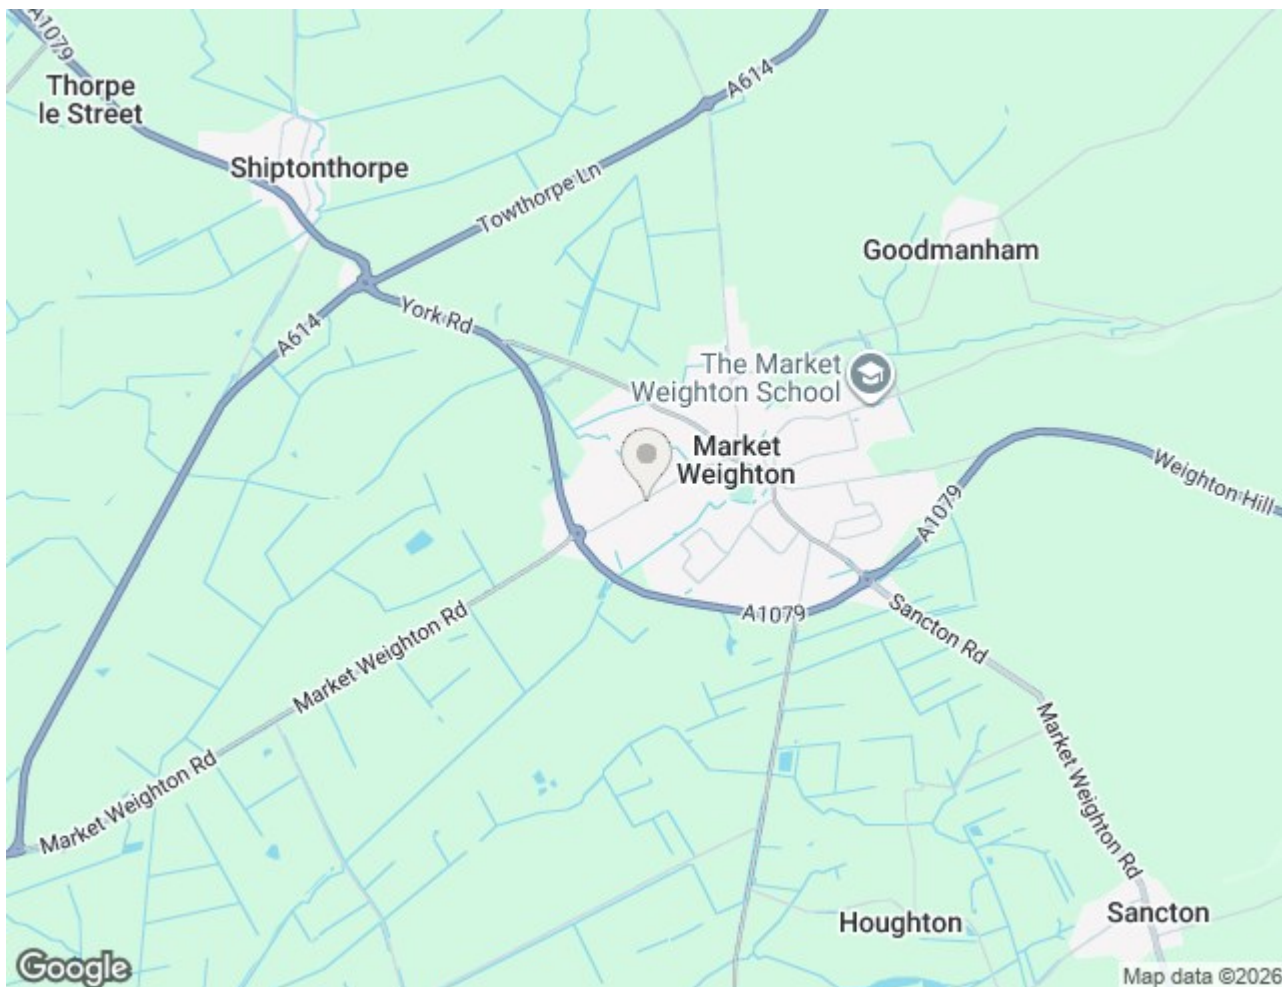 A1079
Thorpe
le Street
Shiptonthorpe
A614
Towthorpe Ln
Goodmanham
York Rd
A614
The Market
Weighton School
Market
Weighton
Weighton Hill
A1079
A1079
Sancton Rd
Market Weighton Rd
Market Weighton Rd
Market Weighton Rd
Houghton
Sancton
Google
Map data ©2026